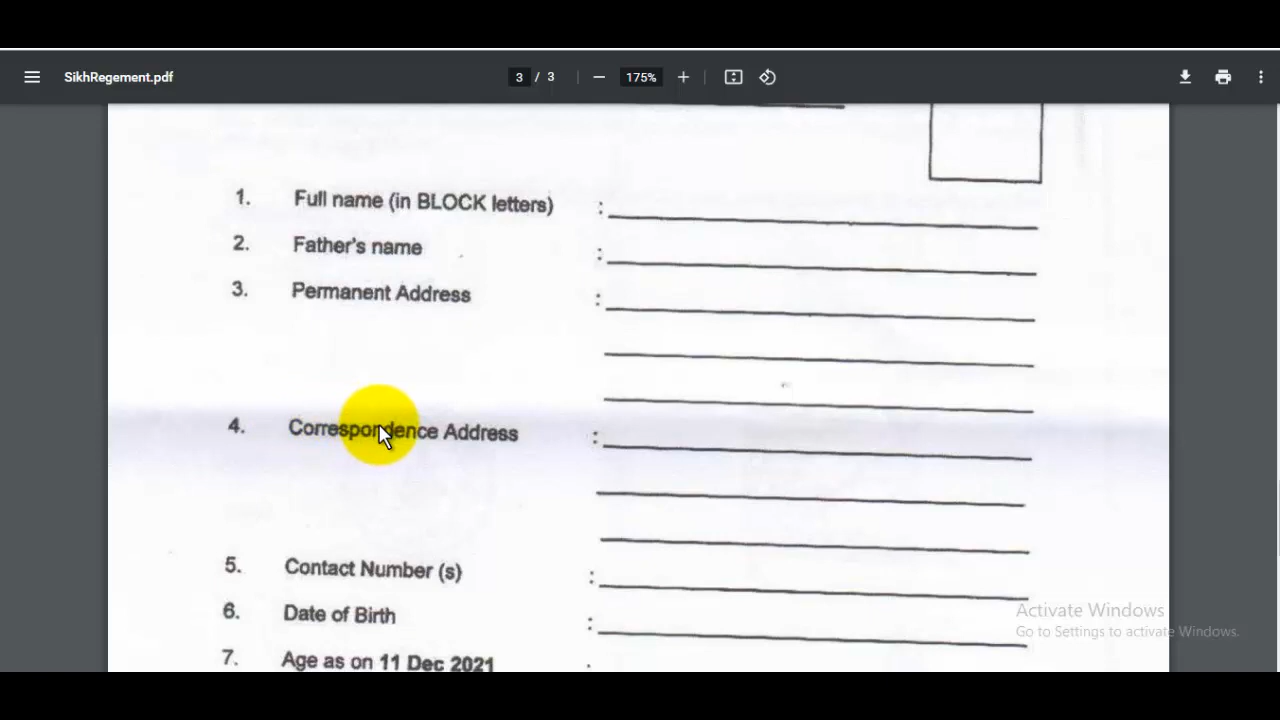 SikhRegement.pdf
3 / 3
175%
1. Full name (in BLOCK letters) :
2. Father's name :
3. Permanent Address :
4. Correspondence Address :
5. Contact Number (s) :
6. Date of Birth :
7. Age as on 11 Dec 2021
Activate Windows
Go to Settings to activate Windows.